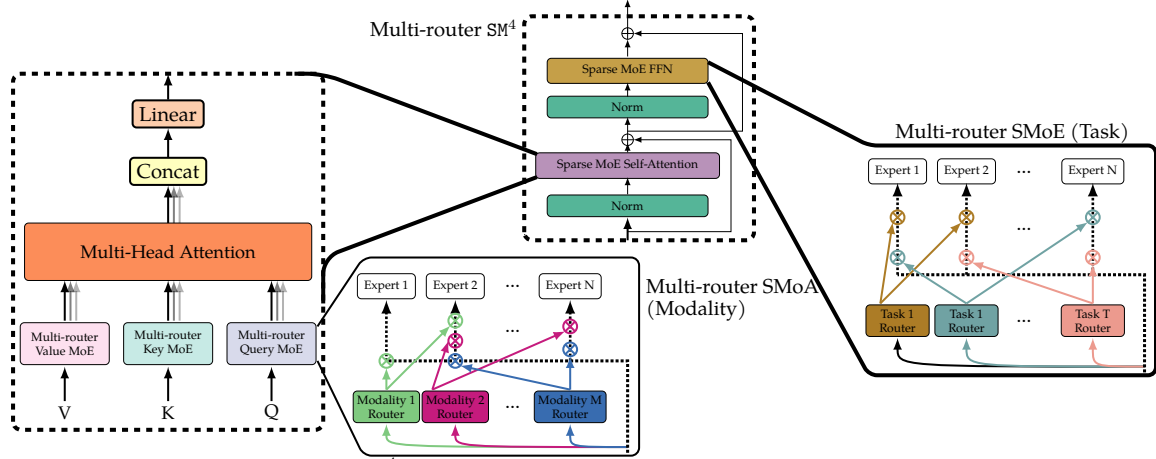 Multi-router SM⁴
Sparse MoE FFN
Norm
Sparse MoE Self-Attention
Norm
Linear
Concat
Multi-Head Attention
Multi-router
Value MoE
Multi-router
Key MoE
Multi-router
Query MoE
V
K
Q
Multi-router SMoA
(Modality)
Expert 1
Expert 2
...
Expert N
...
Modality 1
Router
Modality 2
Router
...
Modality M
Router
Multi-router SMoE (Task)
Expert 1
Expert 2
...
Expert N
...
Task 1
Router
Task 1
Router
...
Task T
Router